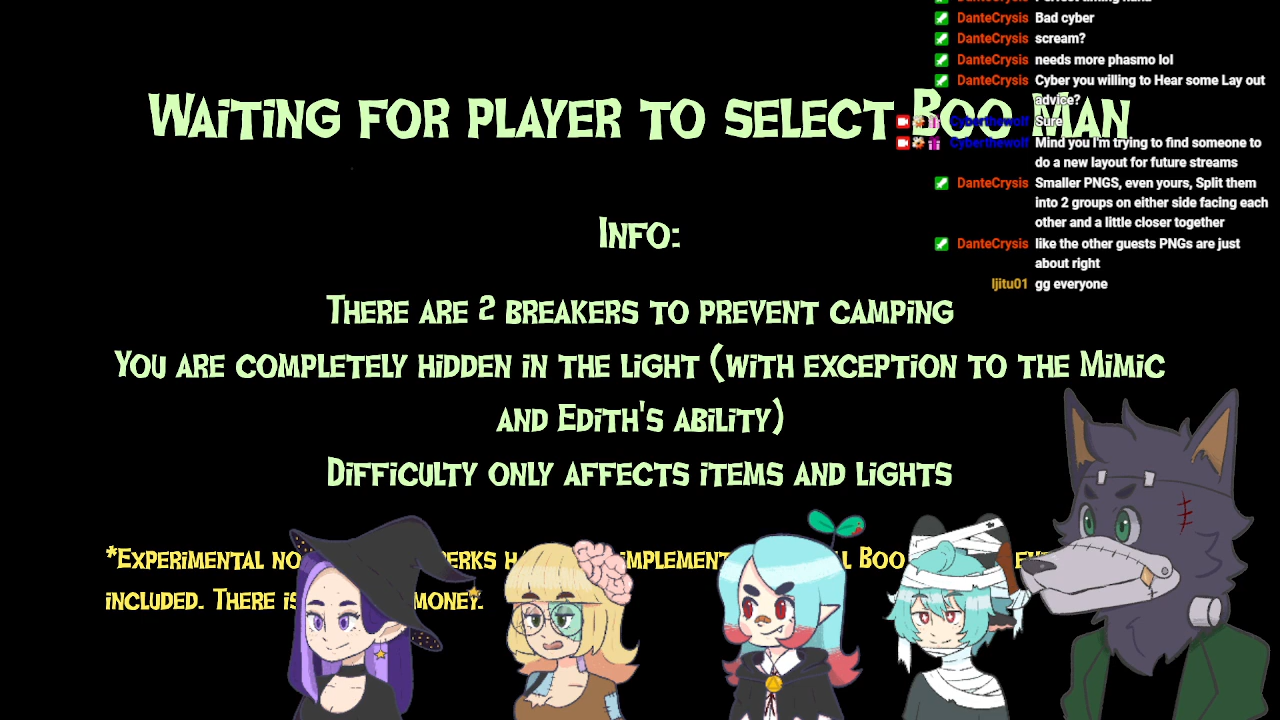 DanteCrysis Bad cyber
DanteCrysis scream?
DanteCrysis needs more phasmo lol
DanteCrysis Cyber you willing to Hear some Lay out
advice?
Cyberthewolf Sure
Cyberthewolf Mind you I'm trying to find someone to
do a new layout for future streams
DanteCrysis Smaller PNGS, even yours, Split them
into 2 groups on either side facing each
other and a little closer together
DanteCrysis like the other guests PNGs are just
about right
ljitu01 gg everyone
Waiting for player to select Boo Man
Info:
There are 2 breakers to prevent camping
You are completely hidden in the light (with exception to the Mimic
and Edith's ability)
Difficulty only affects items and lights
*Experimental
Boo
included. There is money.